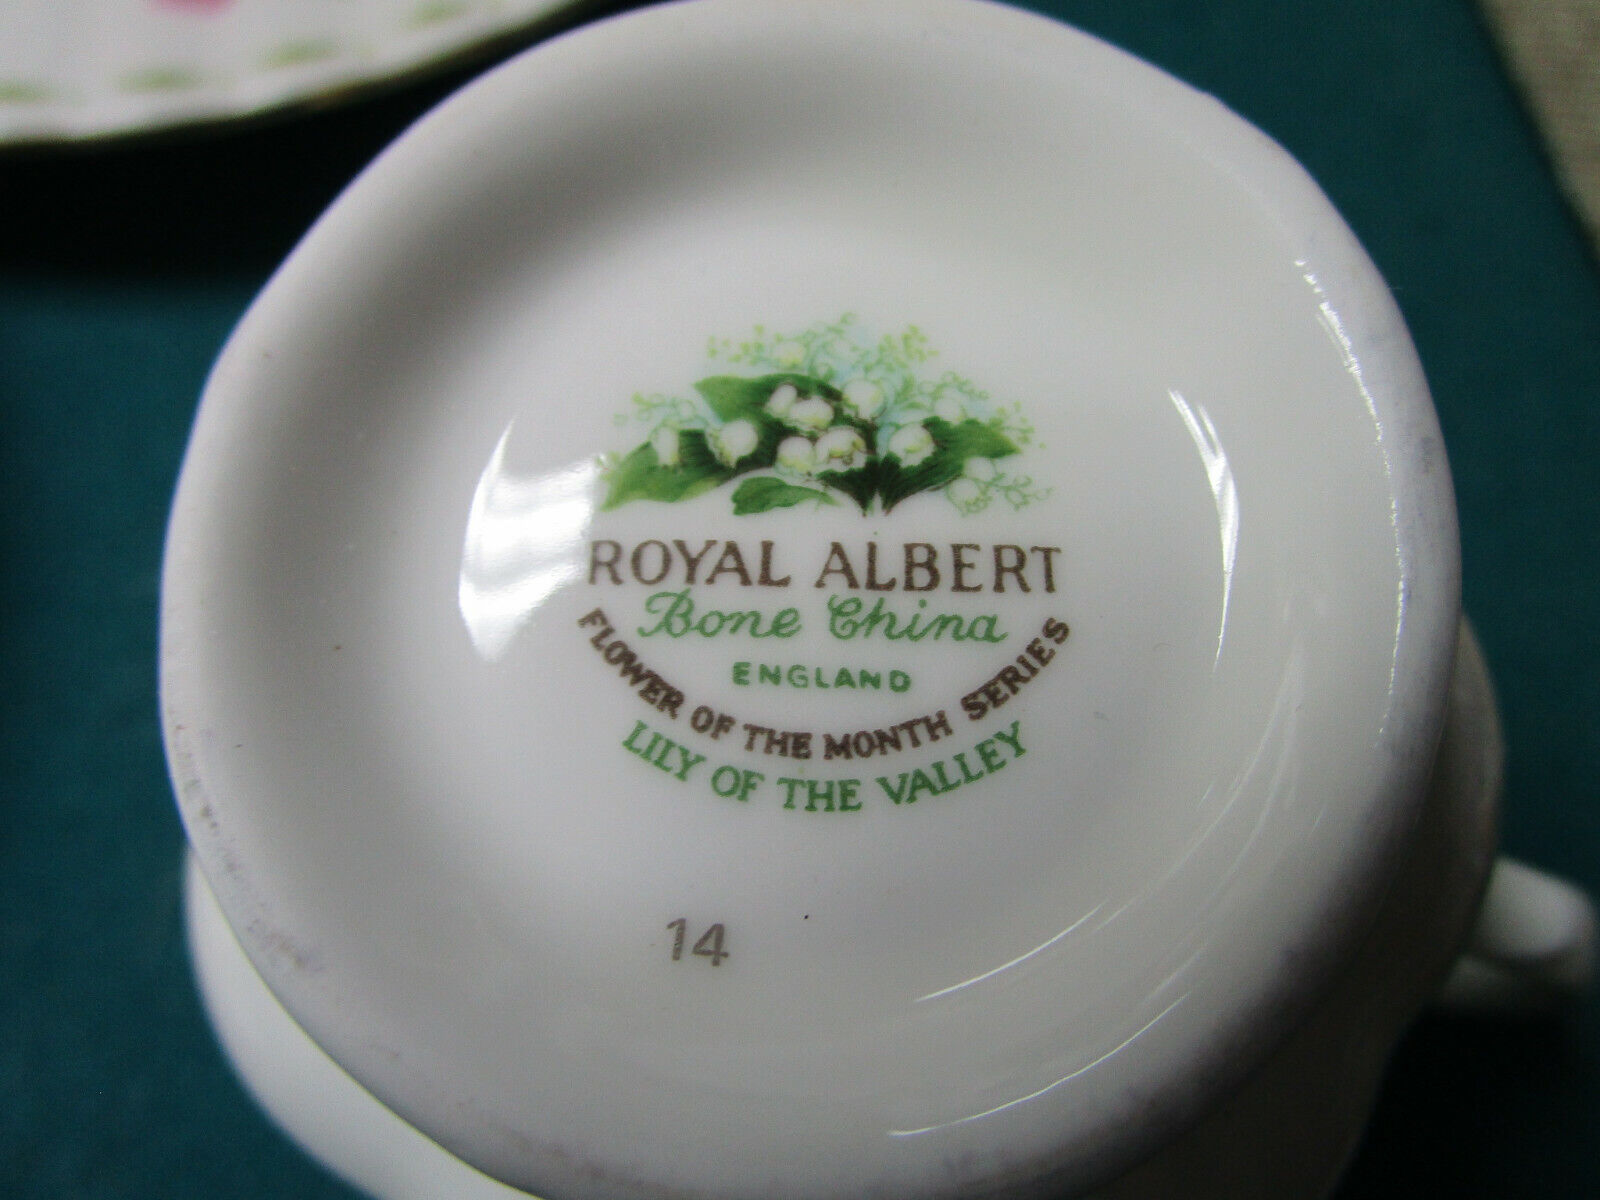 ROYAL ALBERT
Bone China
ENGLAND
FLOWER OF THE MONTH SERIES
LILY OF THE VALLEY
14